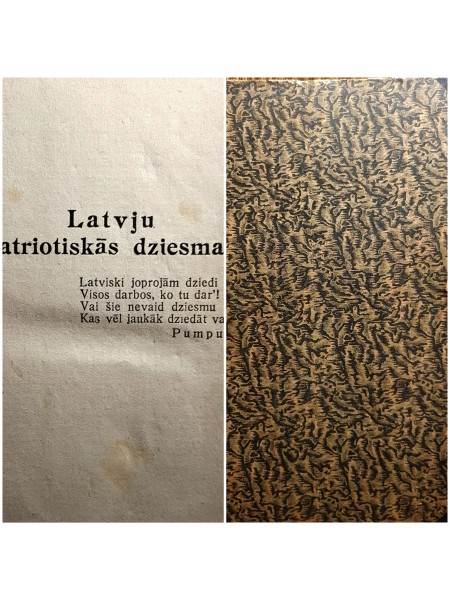 Latvju
atriotiskās dziesma
Latviski joprojām dziedi
Visos darbos, ko tu dar'!
Vai šie nevaid dziesmu
Kas vēl jaukāk dziedāt va
Pumpu